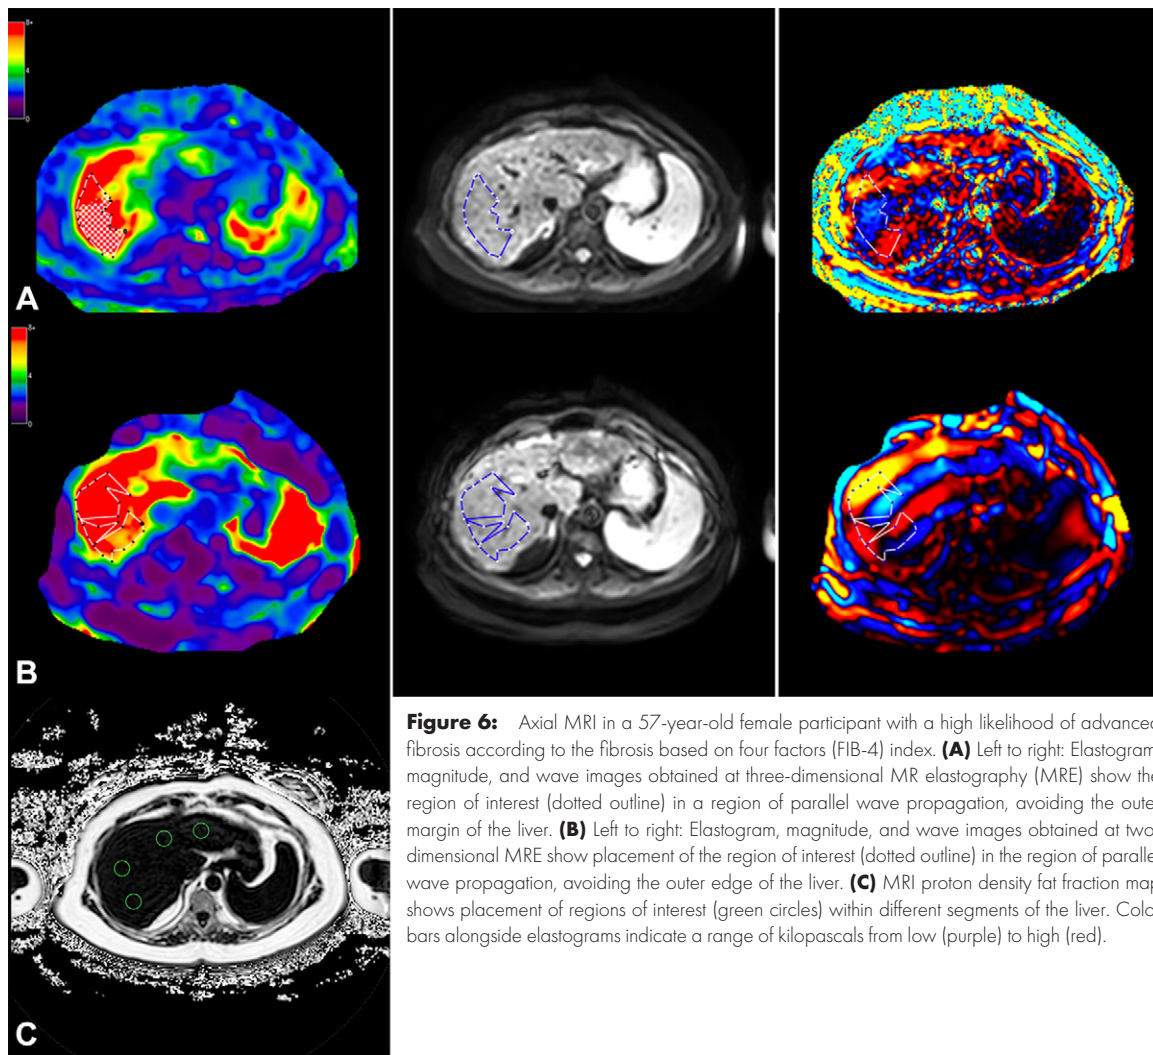 8+
4
0
A
8+
4
0
B
C
Figure 6: Axial MRI in a 57-year-old female participant with a high likelihood of advanced
fibrosis according to the fibrosis based on four factors (FIB-4) index. (A) Left to right: Elastogram
magnitude, and wave images obtained at three-dimensional MR elastography (MRE) show the
region of interest (dotted outline) in a region of parallel wave propagation, avoiding the oute
margin of the liver. (B) Left to right: Elastogram, magnitude, and wave images obtained at two
dimensional MRE show placement of the region of interest (dotted outline) in the region of paralle
wave propagation, avoiding the outer edge of the liver. (C) MRI proton density fat fraction map
shows placement of regions of interest (green circles) within different segments of the liver. Colo
bars alongside elastograms indicate a range of kilopascals from low (purple) to high (red).